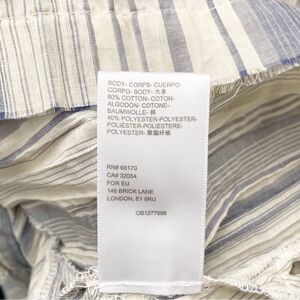 BODY- CORPS- CUERPO-
CORPO- BODY- 大身
60% COTTON- COTON-
ALGODÓN- COTONE-
BAUMWOLLE- 棉
40% POLYESTER-POLYESTER-
POLIÉSTER-POLIESTERE-
POLYESTER- 聚酯纤维
RN# 66170
CA# 32054
FOR EU
146 BRICK LANE
LONDON, E1 6RU
OB1277588